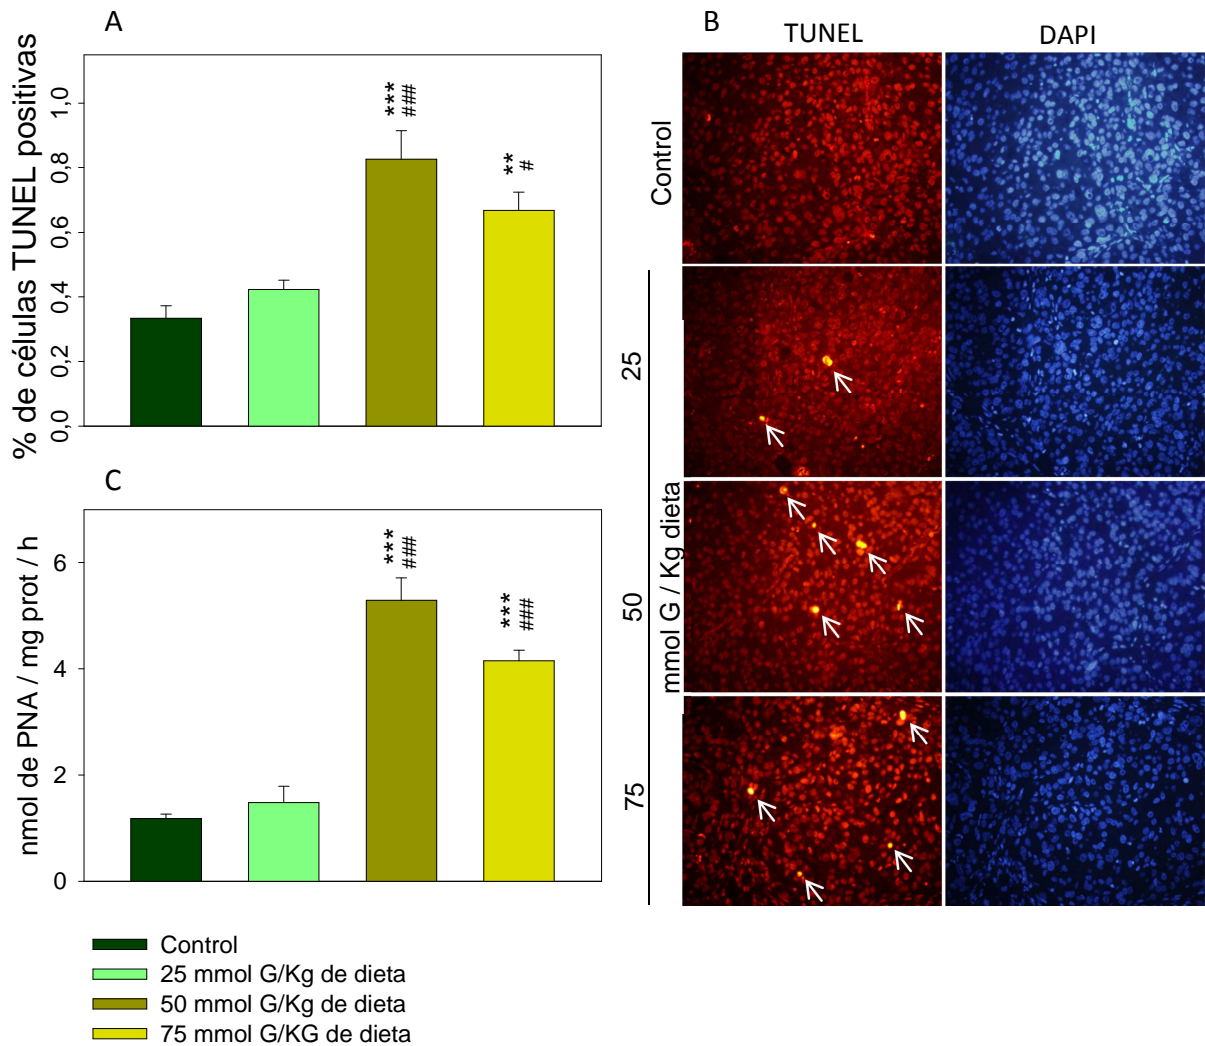 A
% de células TUNEL positivas
0,0
0,2
0,4
0,6
0,8
1,0
***
###
**
#
B
TUNEL
DAPI
Control
25
50
75
mmol G / Kg dieta
C
nmol de PNA / mg prot / h
6
4
2
0
***
###
***
###
Control
25 mmol G/Kg de dieta
50 mmol G/Kg de dieta
75 mmol G/KG de dieta